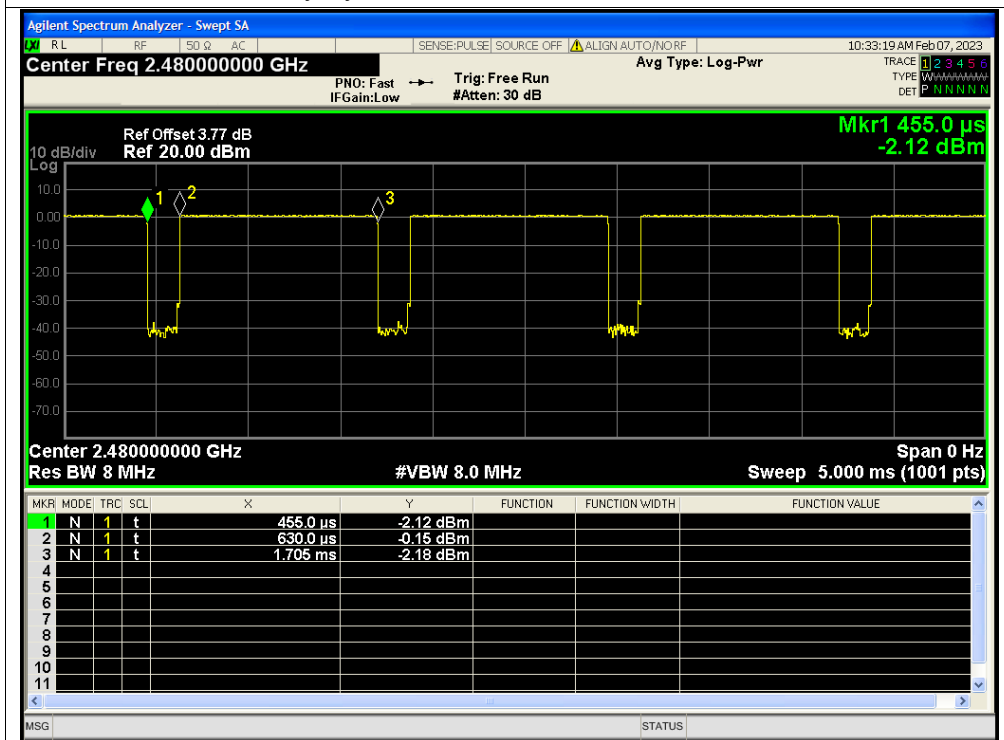 Agilent Spectrum Analyzer - Swept SA
LXI RL RF 50 Ω AC SENSE:PULSE SOURCE OFF ALIGN AUTO/NO RF 10:33:19 AM Feb 07, 2023
Center Freq 2.480000000 GHz Avg Type: Log-Pwr TRACE 1 2 3 4 5 6
PNO: Fast Trig: Free Run TYPE
IFGain:Low #Atten: 30 dB DET P N N N N N
Mkr1 455.0 µs
Ref Offset 3.77 dB
10 dB/div Ref 20.00 dBm -2.12 dBm
Log
10.0
1 2 3
0.00
-10.0
-20.0
-30.0
-40.0
-50.0
-60.0
-70.0
Center 2.480000000 GHz Span 0 Hz
Res BW 8 MHz #VBW 8.0 MHz Sweep 5.000 ms (1001 pts)
MKR MODE TRC SCL X Y FUNCTION FUNCTION WIDTH FUNCTION VALUE
1 N 1 t 455.0 µs -2.12 dBm
2 N 1 t 630.0 µs -0.15 dBm
3 N 1 t 1.705 ms -2.18 dBm
4
5
6
7
8
9
10
11
MSG STATUS